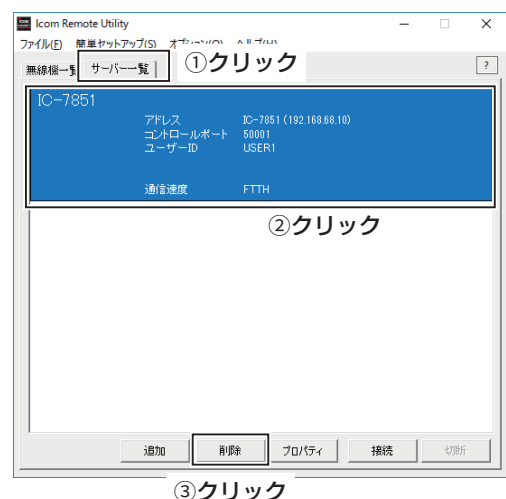 Icom Remote Utility
ファイル(F) 簡単セットアップ(S)
無線機一 サーバー一覧 ①クリック ?
IC-7851
アドレス IC-7851 (192.168.68.10)
コントロールポート 50001
ユーザーID USER1
通信速度 FTTH
②クリック
追加 削除 プロパティ 接続 切断
③クリック